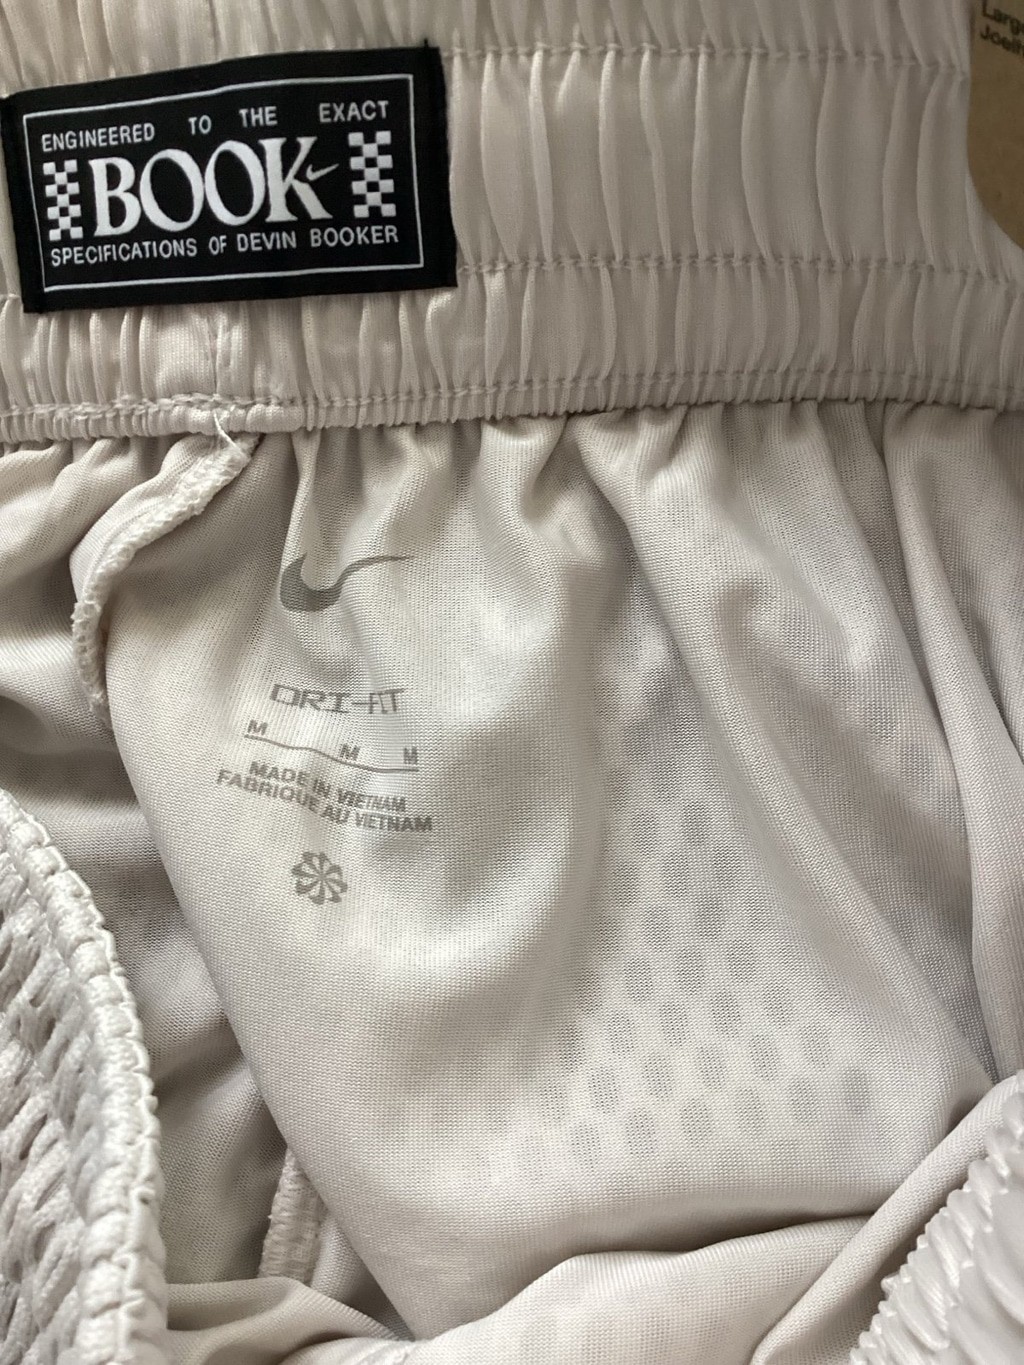 ENGINEERED TO THE EXACT
BOOK
SPECIFICATIONS OF DEVIN BOOKER
DRI-FIT
M M M
MADE IN VIETNAM
FABRIQUE AU VIETNAM